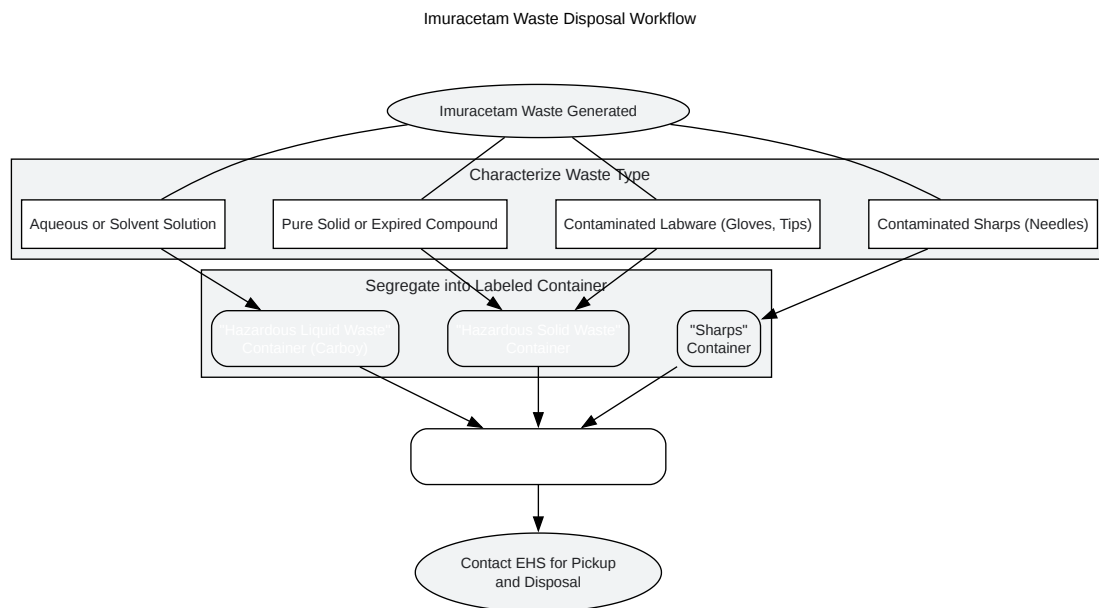 Imuracetam Waste Disposal Workflow
Imuracetam Waste Generated
Characterize Waste Type
Aqueous or Solvent Solution
Pure Solid or Expired Compound
Contaminated Labware (Gloves, Tips)
Contaminated Sharps (Needles)
Segregate into Labeled Container
"Hazardous Liquid Waste"
Container (Carboy)
"Hazardous Solid Waste"
Container
"Sharps"
Container
Contact EHS for Pickup
and Disposal